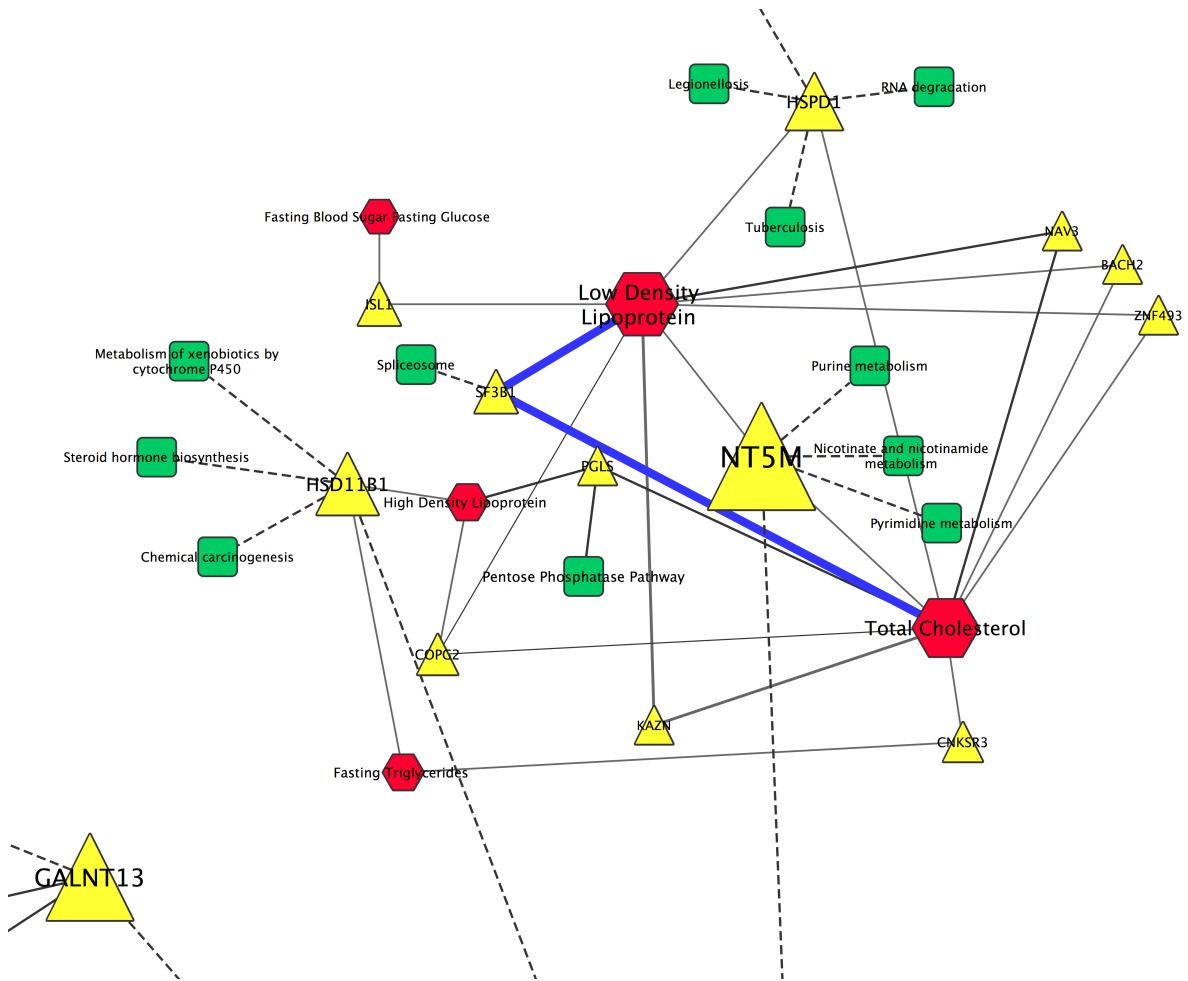 Legionellosis
HSPD1
RNA degradation
Fasting Blood Sugar Fasting Glucose
Tuberculosis
NAV3
BACH2
ISL1
Low Density
Lipoprotein
ZNF493
Metabolism of xenobiotics by
cytochrome P450
Spliceosome
Purine metabolism
SF3B1
Steroid hormone biosynthesis
HSD11B1
PGLS
NT5M
Nicotinate and nicotinamide
metabolism
High Density Lipoprotein
Pyrimidine metabolism
Chemical carcinogenesis
Pentose Phosphatase Pathway
Total Cholesterol
COPG2
KAZN
CNKSR3
Fasting Triglycerides
GALNT13